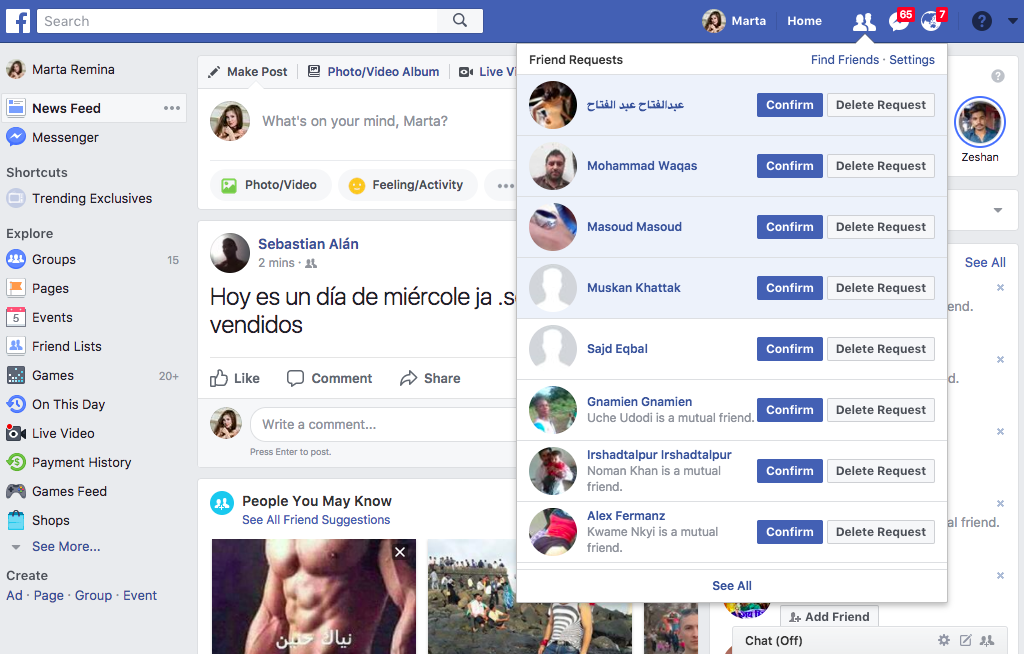 f
Search
Marta
Home
65
7
?
Marta Remina
News Feed
Messenger
Shortcuts
Trending Exclusives
Explore
Groups 15
Pages
5 Events
Friend Lists
Games 20+
On This Day
Live Video
Payment History
Games Feed
Shops
See More...
Create
Ad · Page · Group · Event
Make Post
Photo/Video Album
Live V
What's on your mind, Marta?
Photo/Video
Feeling/Activity
Sebastian Alán
2 mins ·
Hoy es un día de miércole ja .s
vendidos
Like
Comment
Share
Write a comment...
Press Enter to post.
People You May Know
See All Friend Suggestions
نياك حنين
Friend Requests
Find Friends · Settings
عبدالفتاح عبد الفتاح
Confirm
Delete Request
Mohammad Waqas
Confirm
Delete Request
Masoud Masoud
Confirm
Delete Request
Muskan Khattak
Confirm
Delete Request
Sajd Eqbal
Confirm
Delete Request
Gnamien Gnamien
Uche Udodi is a mutual friend.
Confirm
Delete Request
Irshadtalpur Irshadtalpur
Noman Khan is a mutual
friend.
Confirm
Delete Request
Alex Fermanz
Kwame Nkyi is a mutual
friend.
Confirm
Delete Request
See All
?
Zeshan
See All
end.
d.
al friend.
Add Friend
Chat (Off)